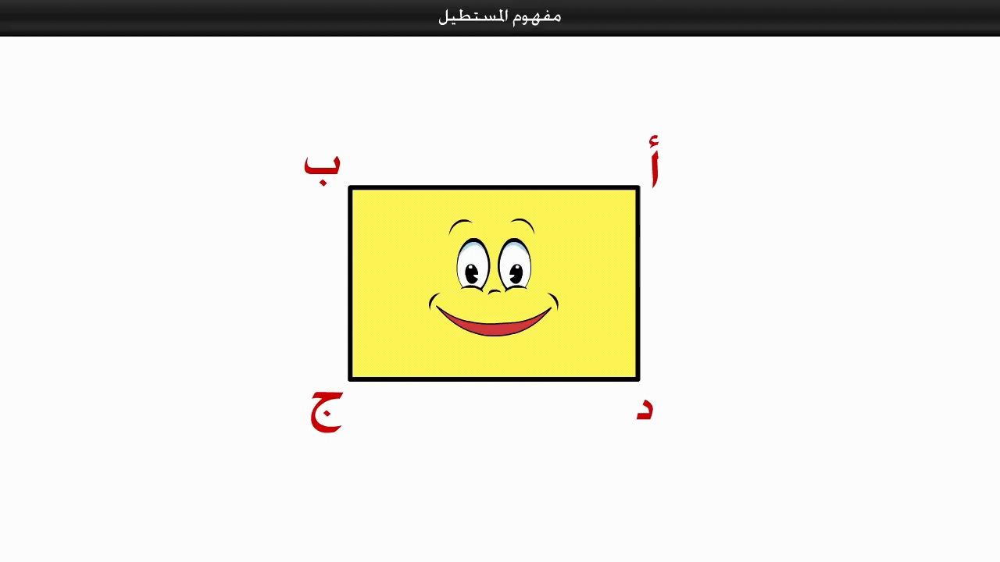 مفهوم المستطيل
أ
ب
د
ج